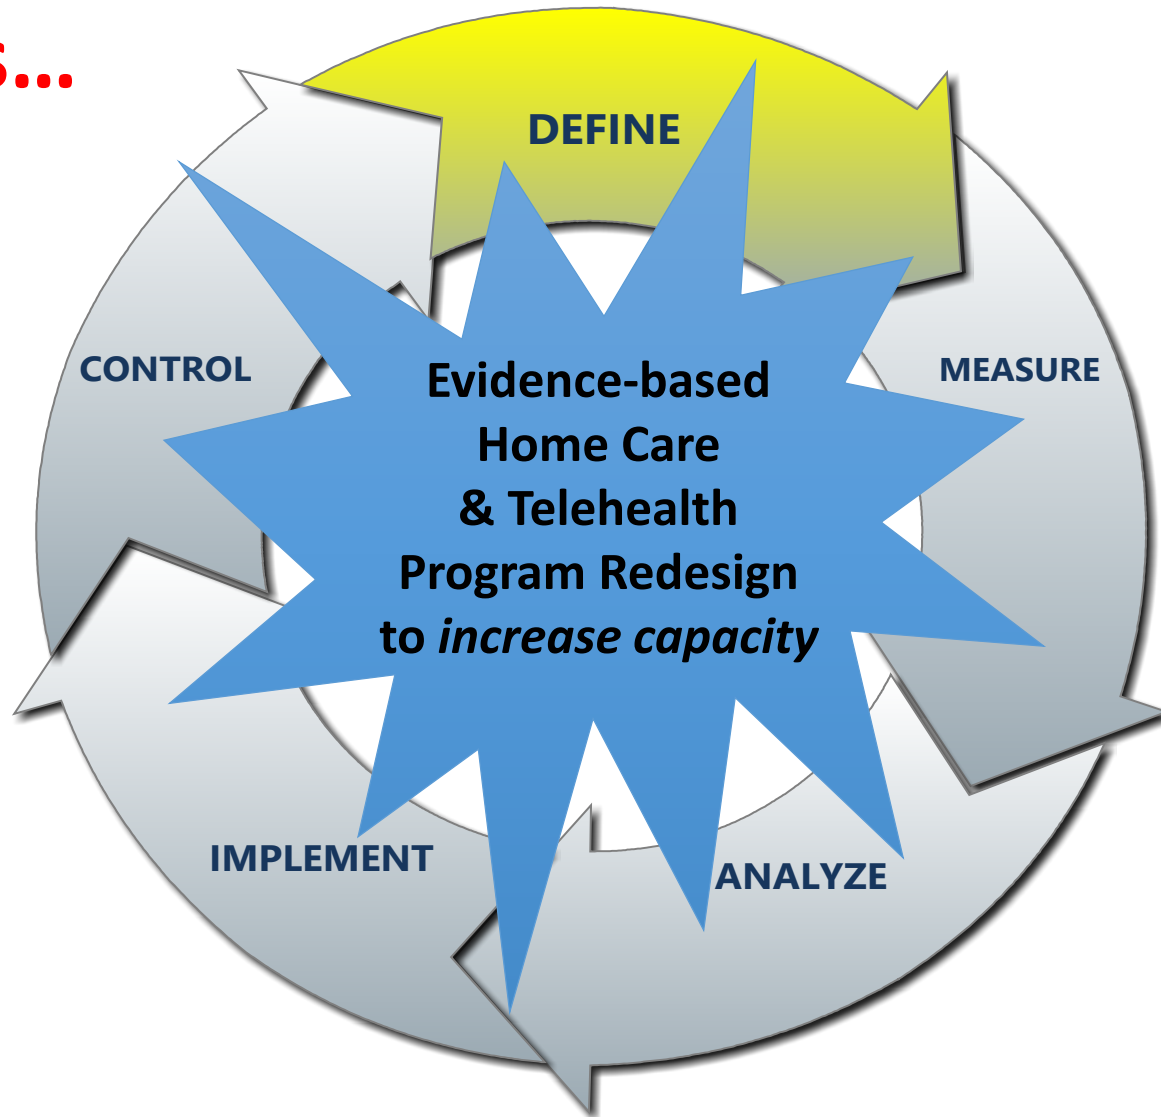 s...
DEFINE
CONTROL
MEASURE
Evidence-based
Home Care
& Telehealth
Program Redesign
to increase capacity
IMPLEMENT
ANALYZE